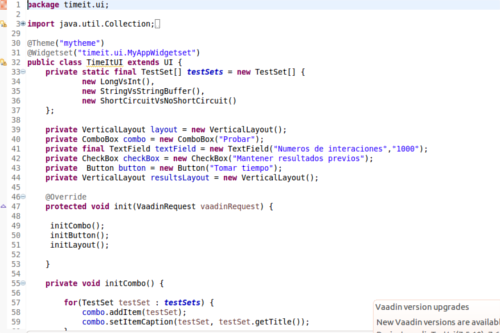 1 package timeit.ui;
2
3 import java.util.Collection;
29
30 @Theme("mytheme")
31 @Widgetset("timeit.ui.MyAppWidgetset")
32 public class TimeItUI extends UI {
33 private static final TestSet[] testSets = new TestSet[] {
34 new LongVsInt(),
35 new StringVsStringBuffer(),
36 new ShortCircuitVsNoShortCircuit()
37 };
38
39 private VerticalLayout layout = new VerticalLayout();
40 private ComboBox combo = new ComboBox("Probar");
41 private final TextField textField = new TextField("Numeros de interaciones","1000");
42 private CheckBox checkBox = new CheckBox("Mantener resultados previos");
43 private Button button = new Button("Tomar tiempo");
44 private VerticalLayout resultsLayout = new VerticalLayout();
45
46 @Override
47 protected void init(VaadinRequest vaadinRequest) {
48
49 initCombo();
50 initButton();
51 initLayout();
52
53 }
54
55 private void initCombo() {
56
57 for(TestSet testSet : testSets) {
58 combo.addItem(testSet);
59 combo.setItemCaption(testSet, testSet.getTitle());
Vaadin version upgrades
New Vaadin versions are availabl